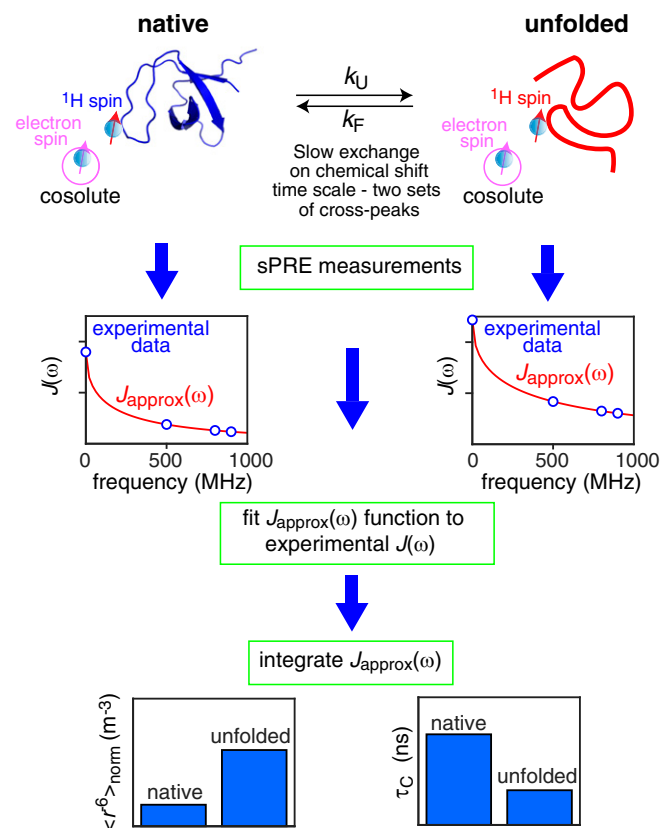 native
unfolded
¹H spin
electron
spin
cosolute
kU
kF
Slow exchange
on chemical shift
time scale - two sets
of cross-peaks
¹H spin
electron
spin
cosolute
sPRE measurements
experimental
data
Japprox(ω)
J(ω)
0
500
1000
frequency (MHz)
experimental
data
Japprox(ω)
J(ω)
0
500
1000
frequency (MHz)
fit Japprox(ω) function to
experimental J(ω)
integrate Japprox(ω)
<r⁻⁶>norm (m⁻³)
native
unfolded
τC (ns)
native
unfolded